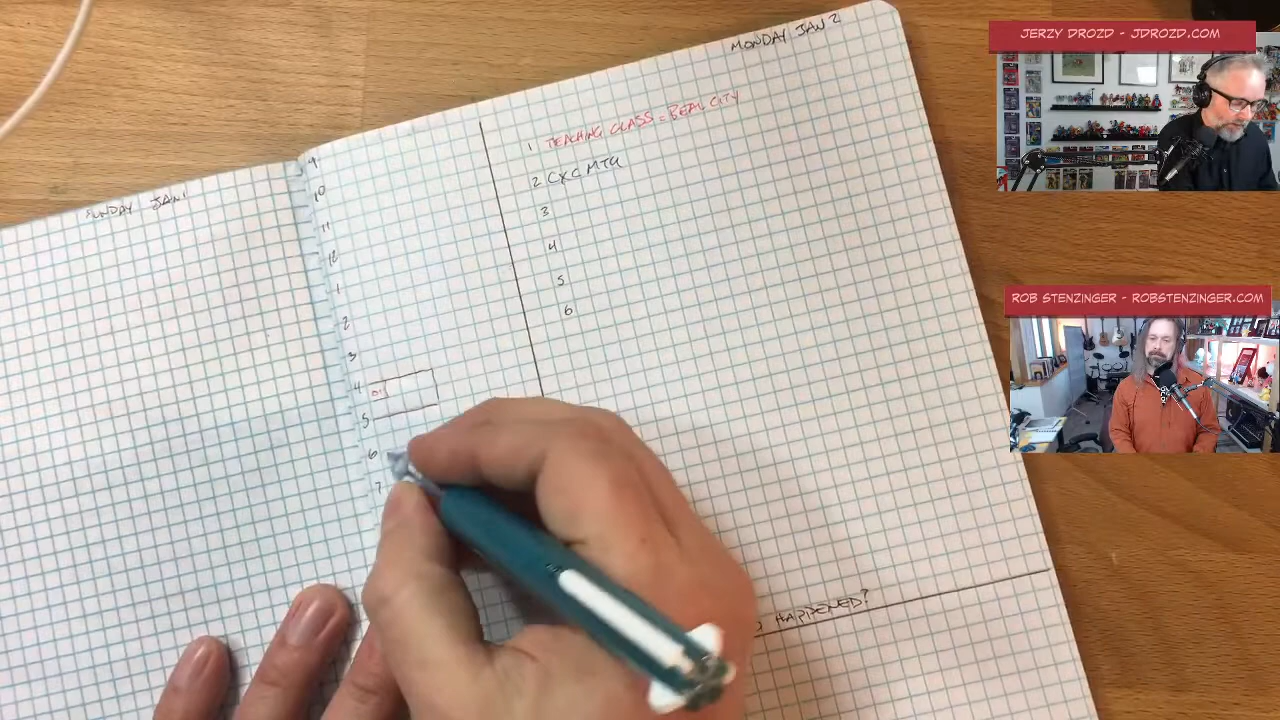 JERZY DROZD - JDROZD.COM
ROB STENZINGER - ROBSTENZINGER.COM
SUNDAY JAN 1
MONDAY JAN 2
9
10
11
12
1
2
3
4
5
6
7
1 TEACHING CLASS = BEAL CITY
2 CXC MTG
3
4
5
6
HAPPENED?